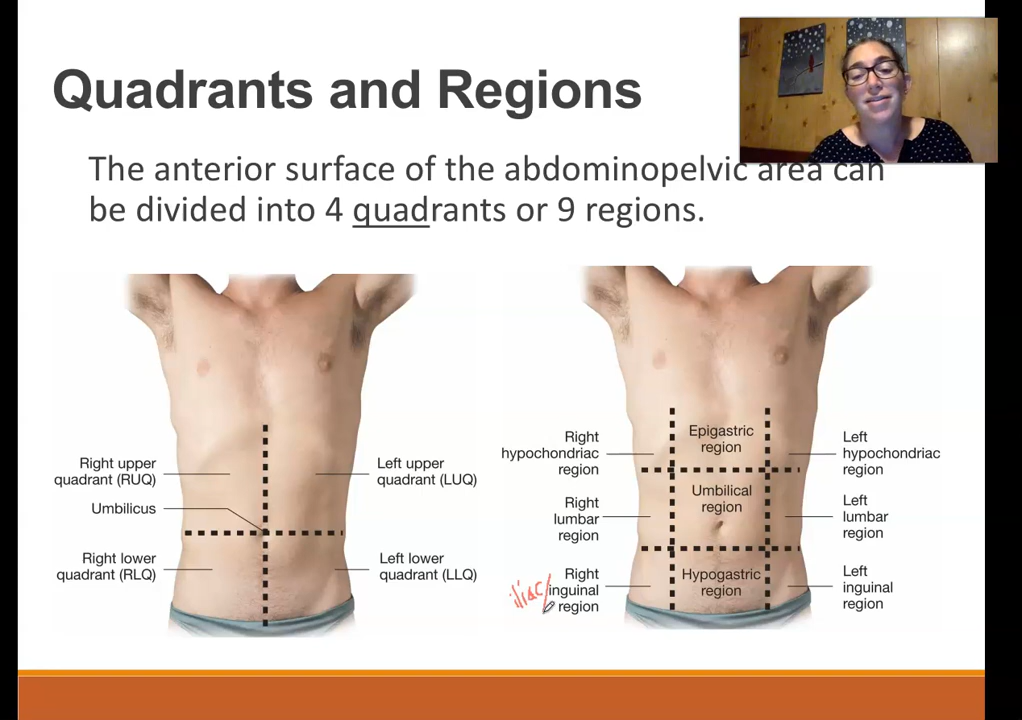 Quadrants and Regions
The anterior surface of the abdominopelvic area can
be divided into 4 quadrants or 9 regions.
Right upper
quadrant (RUQ)
Umbilicus
Right lower
quadrant (RLQ)
Left upper
quadrant (LUQ)
Left lower
quadrant (LLQ)
Right
hypochondriac
region
Right
lumbar
region
iliac/
Right
inguinal
region
Epigastric
region
Umbilical
region
Hypogastric
region
Left
hypochondriac
region
Left
lumbar
region
Left
inguinal
region